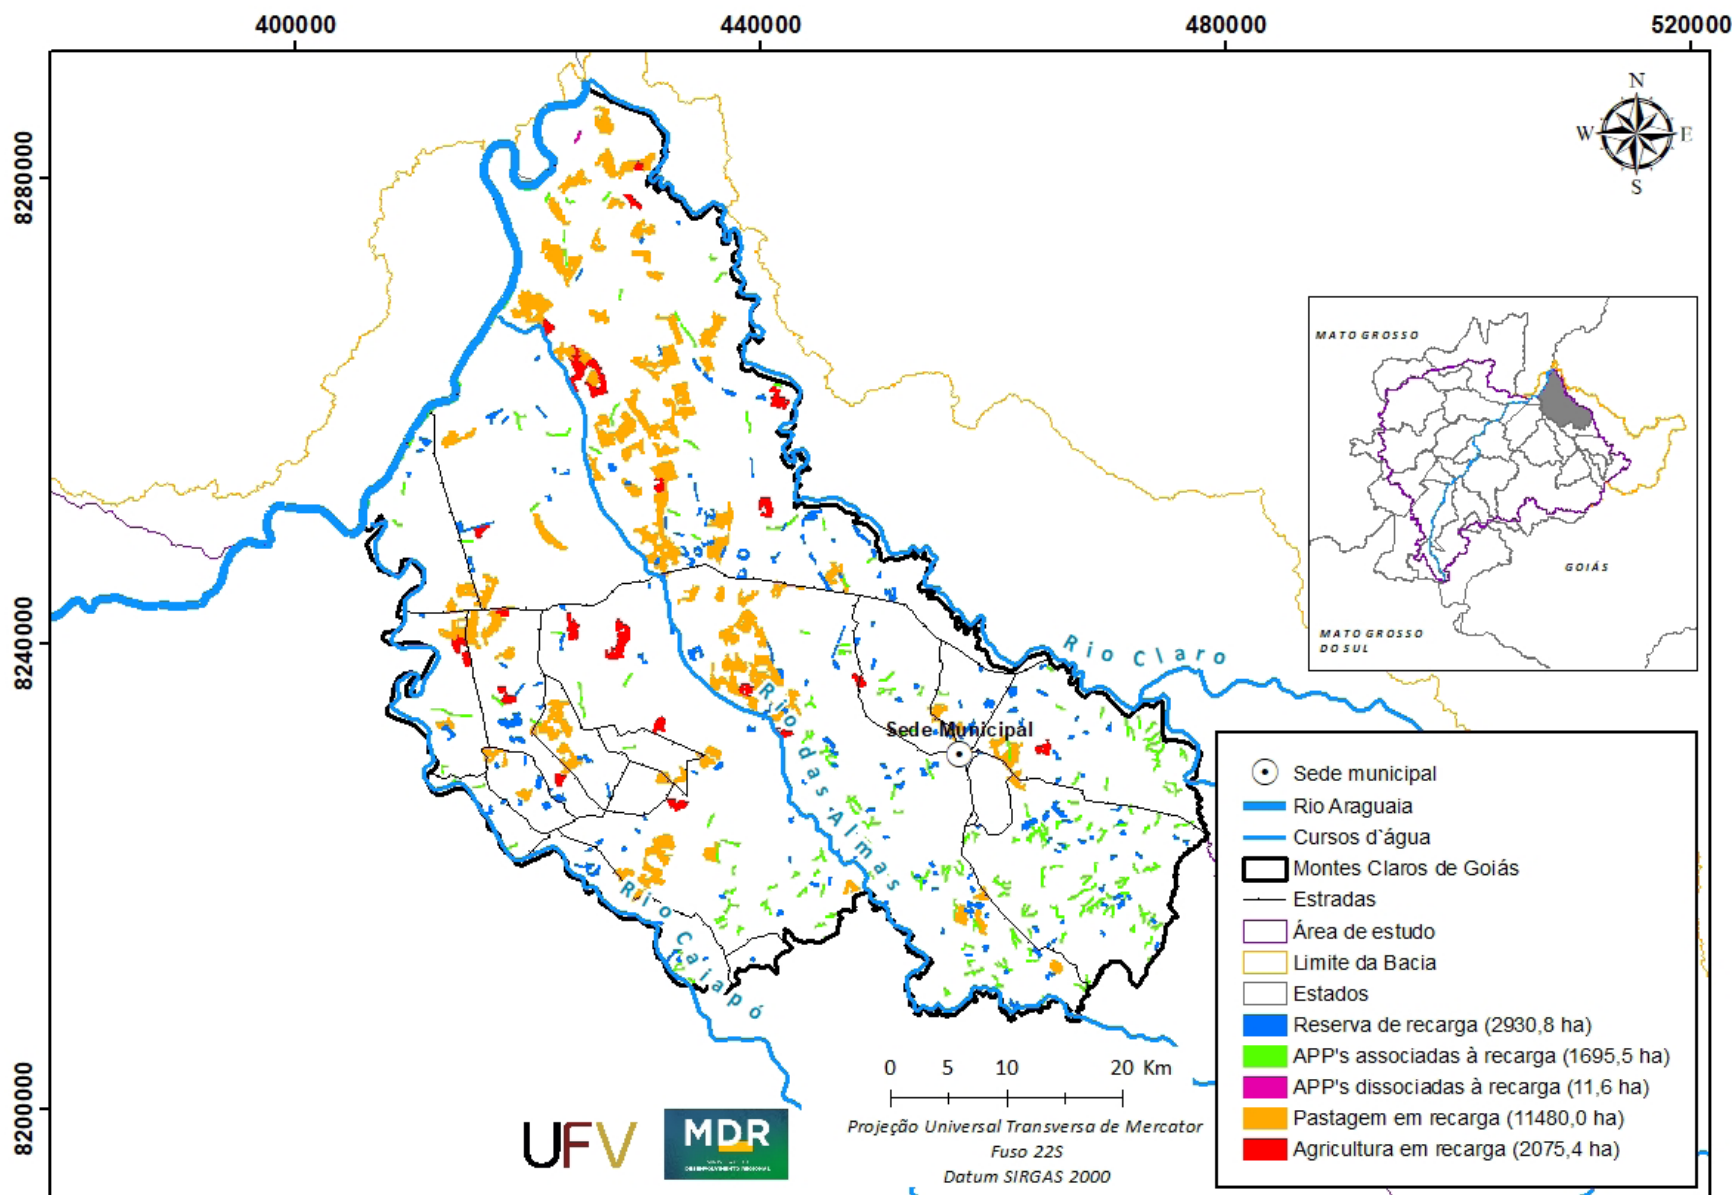 400000
440000
480000
520000
8280000
8240000
8200000
N
W
E
S
MATO GROSSO
GOIÁS
MATO GROSSO
DO SUL
Rio Claro
Sede Municipal
Rio das Almas
Rio Caiapó
Sede municipal
Rio Araguaia
Cursos d`água
Montes Claros de Goiás
Estradas
Área de estudo
Limite da Bacia
Estados
Reserva de recarga (2930,8 ha)
APP's associadas à recarga (1695,5 ha)
APP's dissociadas à recarga (11,6 ha)
Pastagem em recarga (11480,0 ha)
Agricultura em recarga (2075,4 ha)
0 5 10 20 Km
Projeção Universal Transversa de Mercator
Fuso 22S
Datum SIRGAS 2000
UFV
MDR
DESENVOLVIMENTO REGIONAL